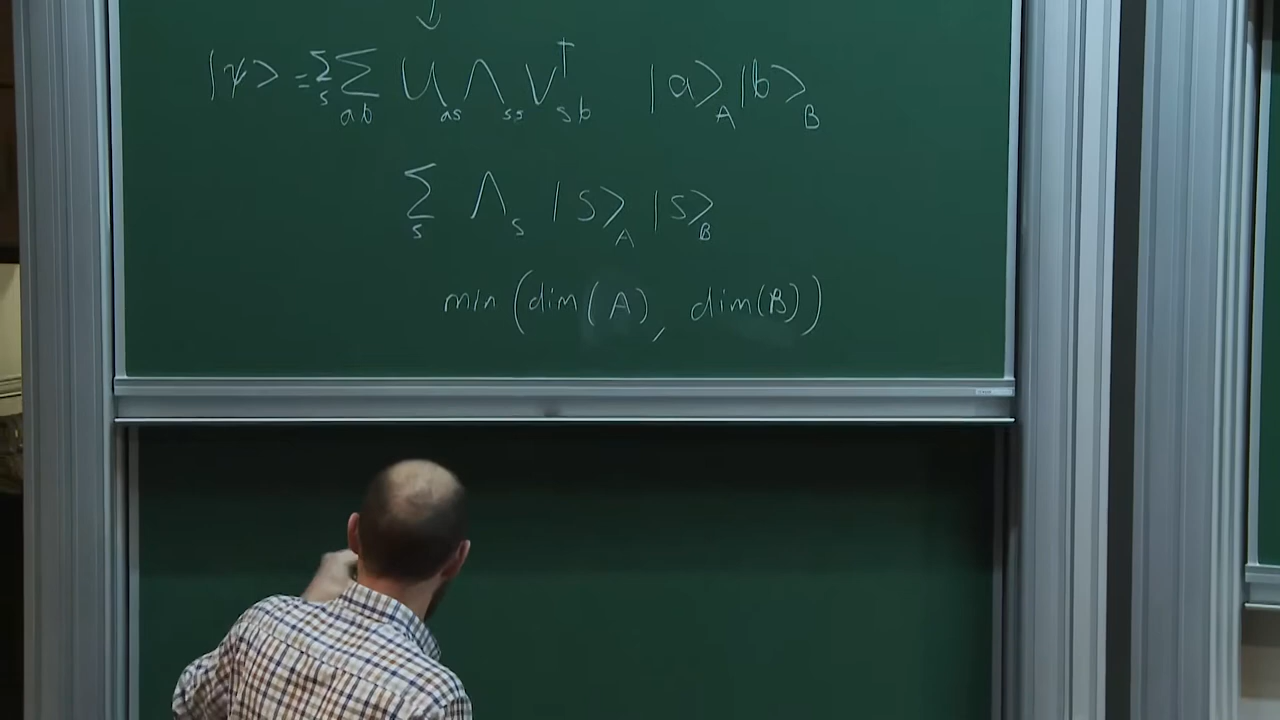 |ψ> = Σ_s Σ_ab U_as Λ_ss V†_sb |a>_A |b>_B
Σ_s Λ_s |s>_A |s>_B
min (dim(A), dim(B))